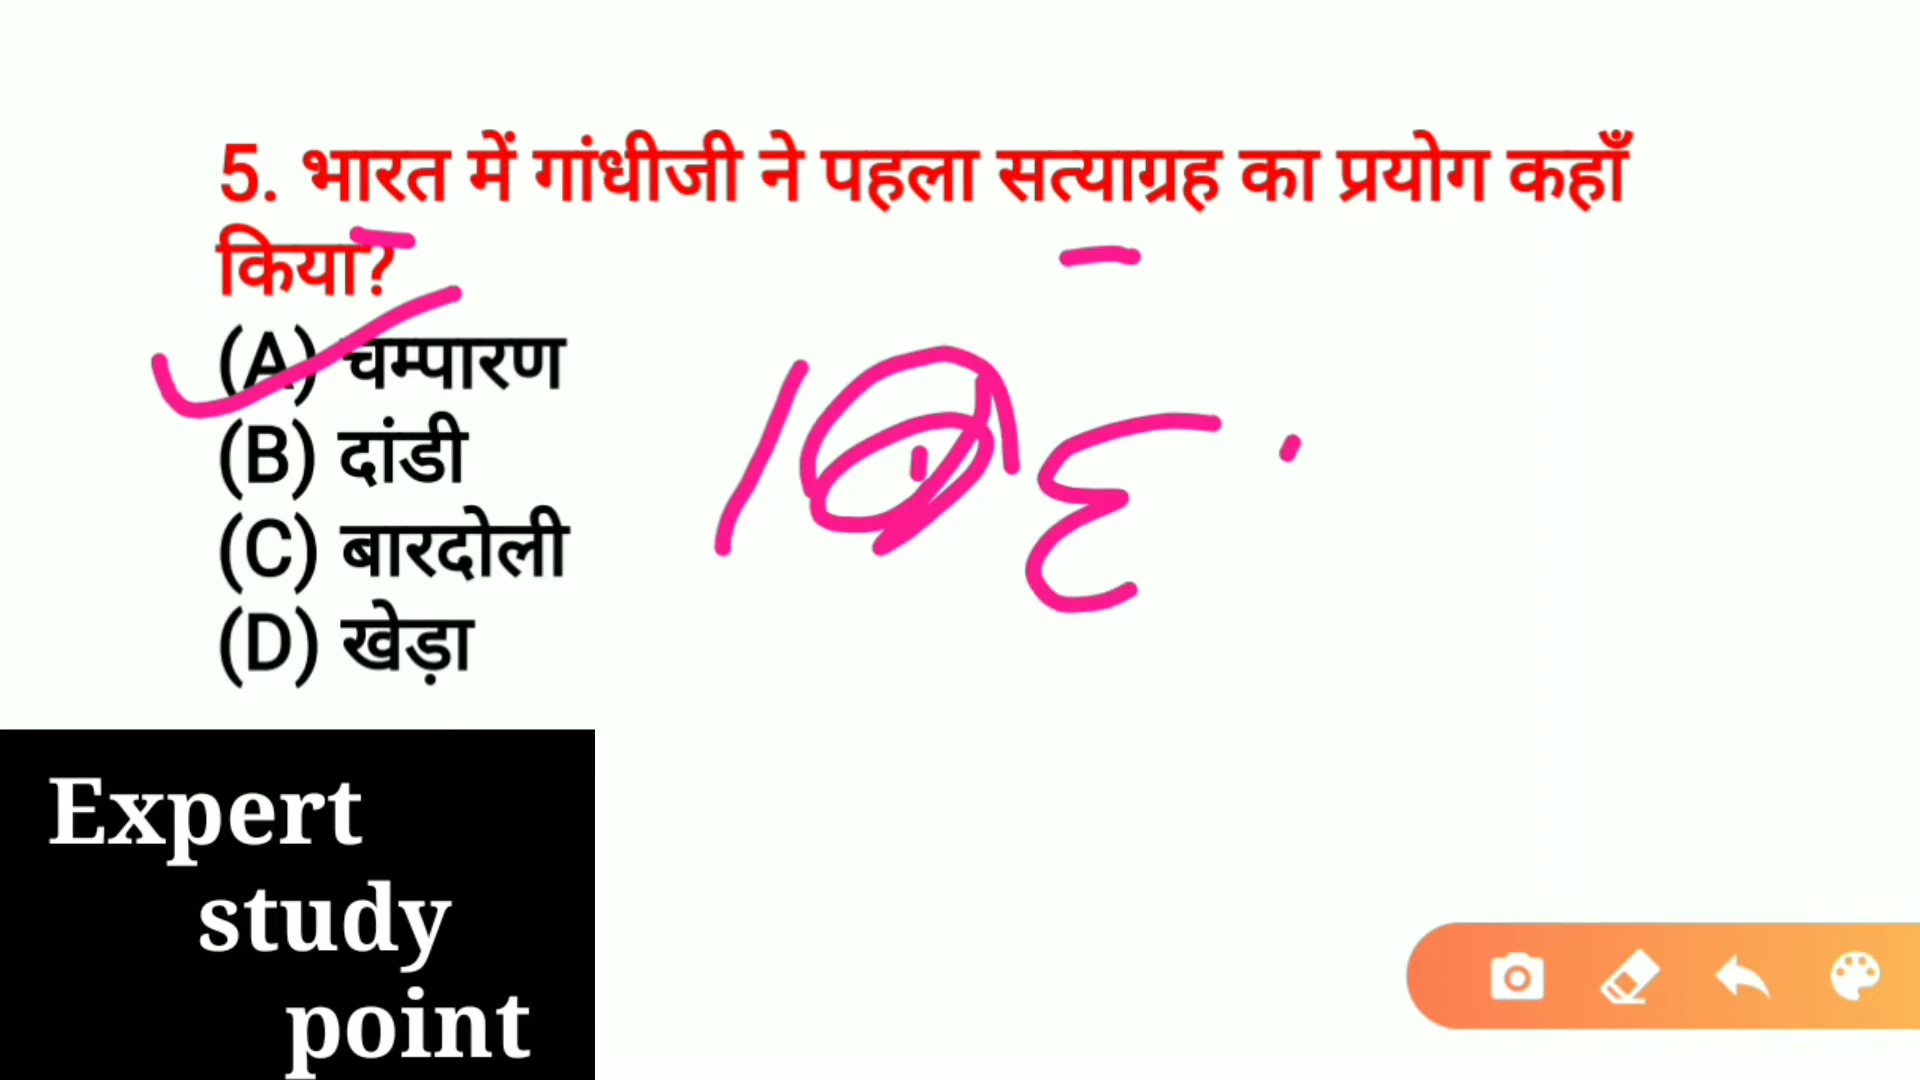 5. भारत में गांधीजी ने पहला सत्याग्रह का प्रयोग कहाँ
किया?
(A) चम्पारण
(B) दांडी
(C) बारदोली
(D) खेड़ा
Expert
study
point